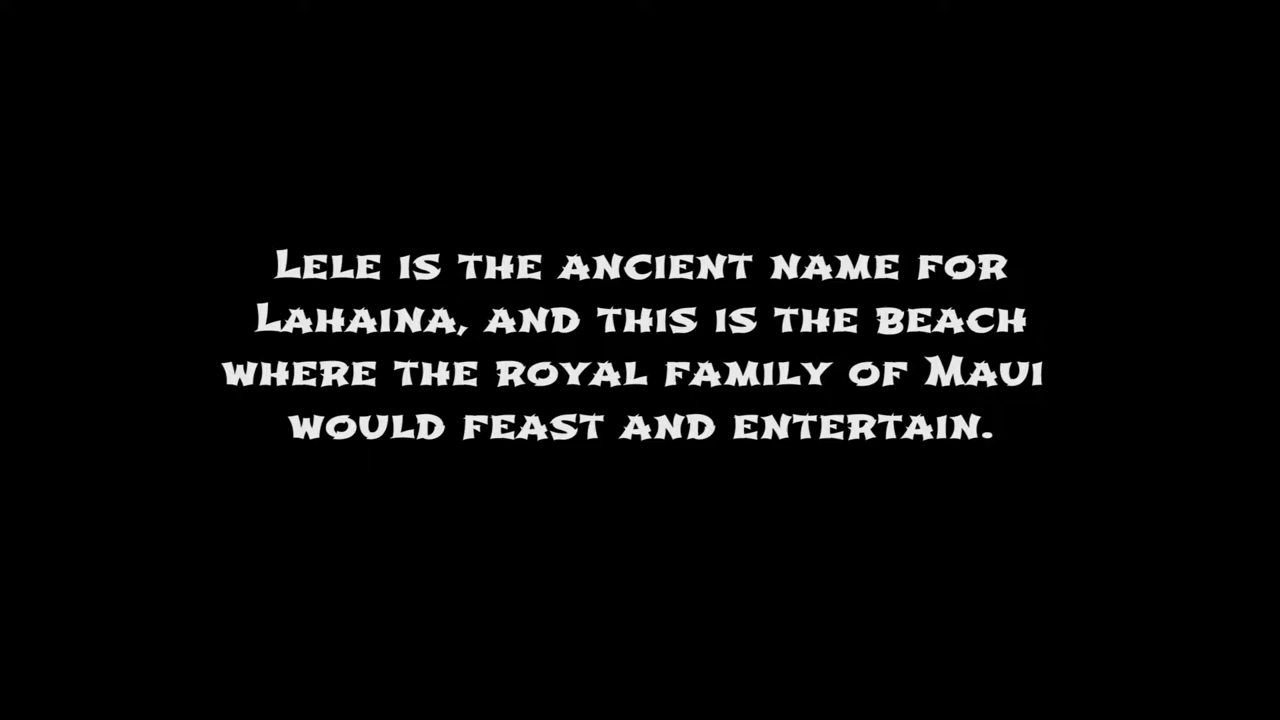 Lele is the ancient name for
Lahaina, and this is the beach
where the royal family of Maui
would feast and entertain.